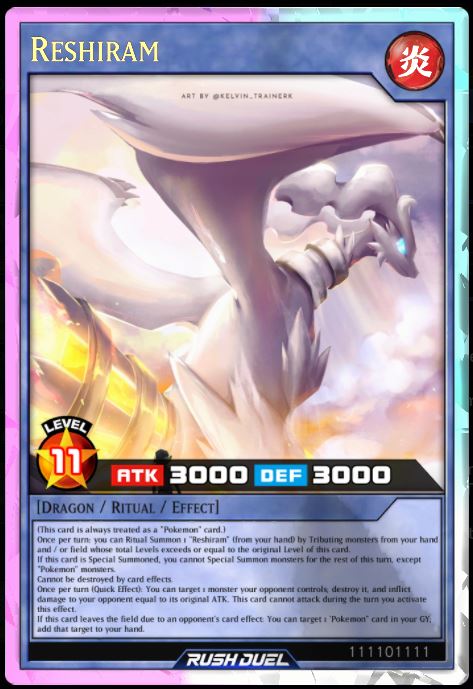 RESHIRAM
炎
ART BY @KELVIN_TRAINERK
LEVEL
11
ATK 3000 DEF 3000
[DRAGON / RITUAL / EFFECT]
(This card is always treated as a "Pokemon" card.)
Once per turn: you can Ritual Summon 1 "Reshiram" (from your hand) by Tributing monsters from your hand
and / or field whose total Levels exceeds or equal to the original Level of this card.
If this card is Special Summoned, you cannot Special Summon monsters for the rest of this turn, except
"Pokemon" monsters.
Cannot be destroyed by card effects.
Once per turn (Quick Effect): You can target 1 monster your opponent controls; destroy it, and inflict
damage to your opponent equal to its original ATK. This card cannot attack during the turn you activate
this effect.
If this card leaves the field due to an opponent's card effect: You can target 1 'Pokemon" card in your GY;
add that target to your hand.
RUSH DUEL
111101111